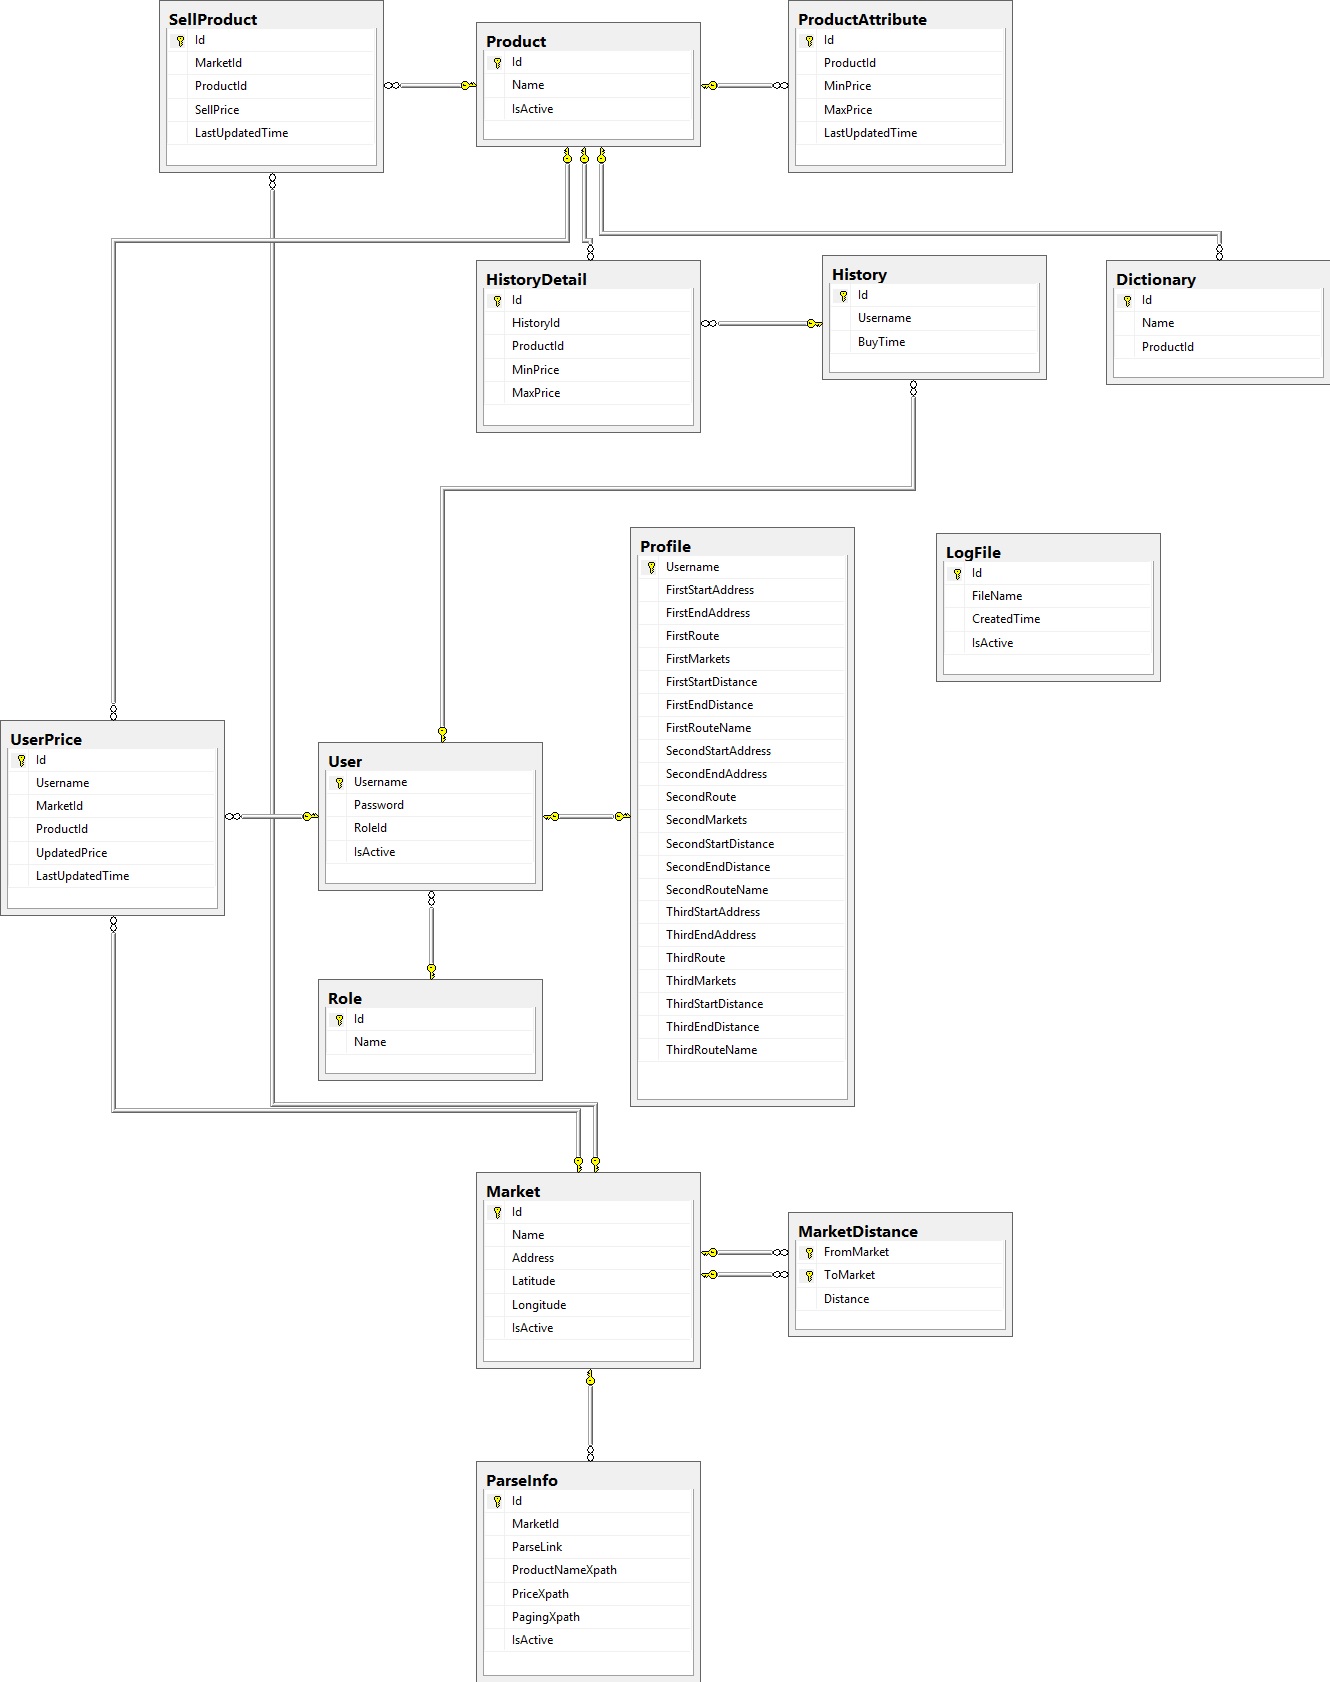 SellProduct
Id
MarketId
ProductId
SellPrice
LastUpdatedTime
Product
Id
Name
IsActive
ProductAttribute
Id
ProductId
MinPrice
MaxPrice
LastUpdatedTime
HistoryDetail
Id
HistoryId
ProductId
MinPrice
MaxPrice
History
Id
Username
BuyTime
Dictionary
Id
Name
ProductId
Profile
Username
FirstStartAddress
FirstEndAddress
FirstRoute
FirstMarkets
FirstStartDistance
FirstEndDistance
FirstRouteName
SecondStartAddress
SecondEndAddress
SecondRoute
SecondMarkets
SecondStartDistance
SecondEndDistance
SecondRouteName
ThirdStartAddress
ThirdEndAddress
ThirdRoute
ThirdMarkets
ThirdStartDistance
ThirdEndDistance
ThirdRouteName
LogFile
Id
FileName
CreatedTime
IsActive
UserPrice
Id
Username
MarketId
ProductId
UpdatedPrice
LastUpdatedTime
User
Username
Password
RoleId
IsActive
Role
Id
Name
Market
Id
Name
Address
Latitude
Longitude
IsActive
MarketDistance
FromMarket
ToMarket
Distance
ParseInfo
Id
MarketId
ParseLink
ProductNameXpath
PriceXpath
PagingXpath
IsActive